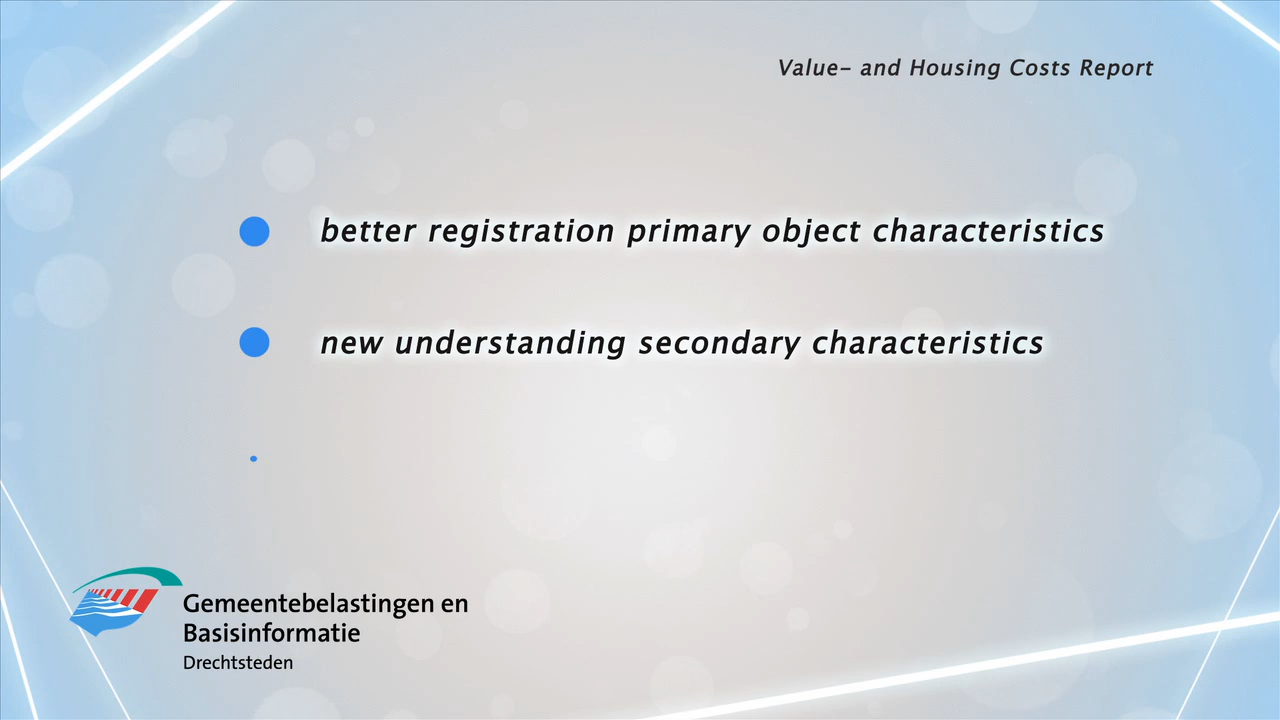 Value- and Housing Costs Report
better registration primary object characteristics
new understanding secondary characteristics
Gemeentebelastingen en
Basisinformatie
Drechtsteden